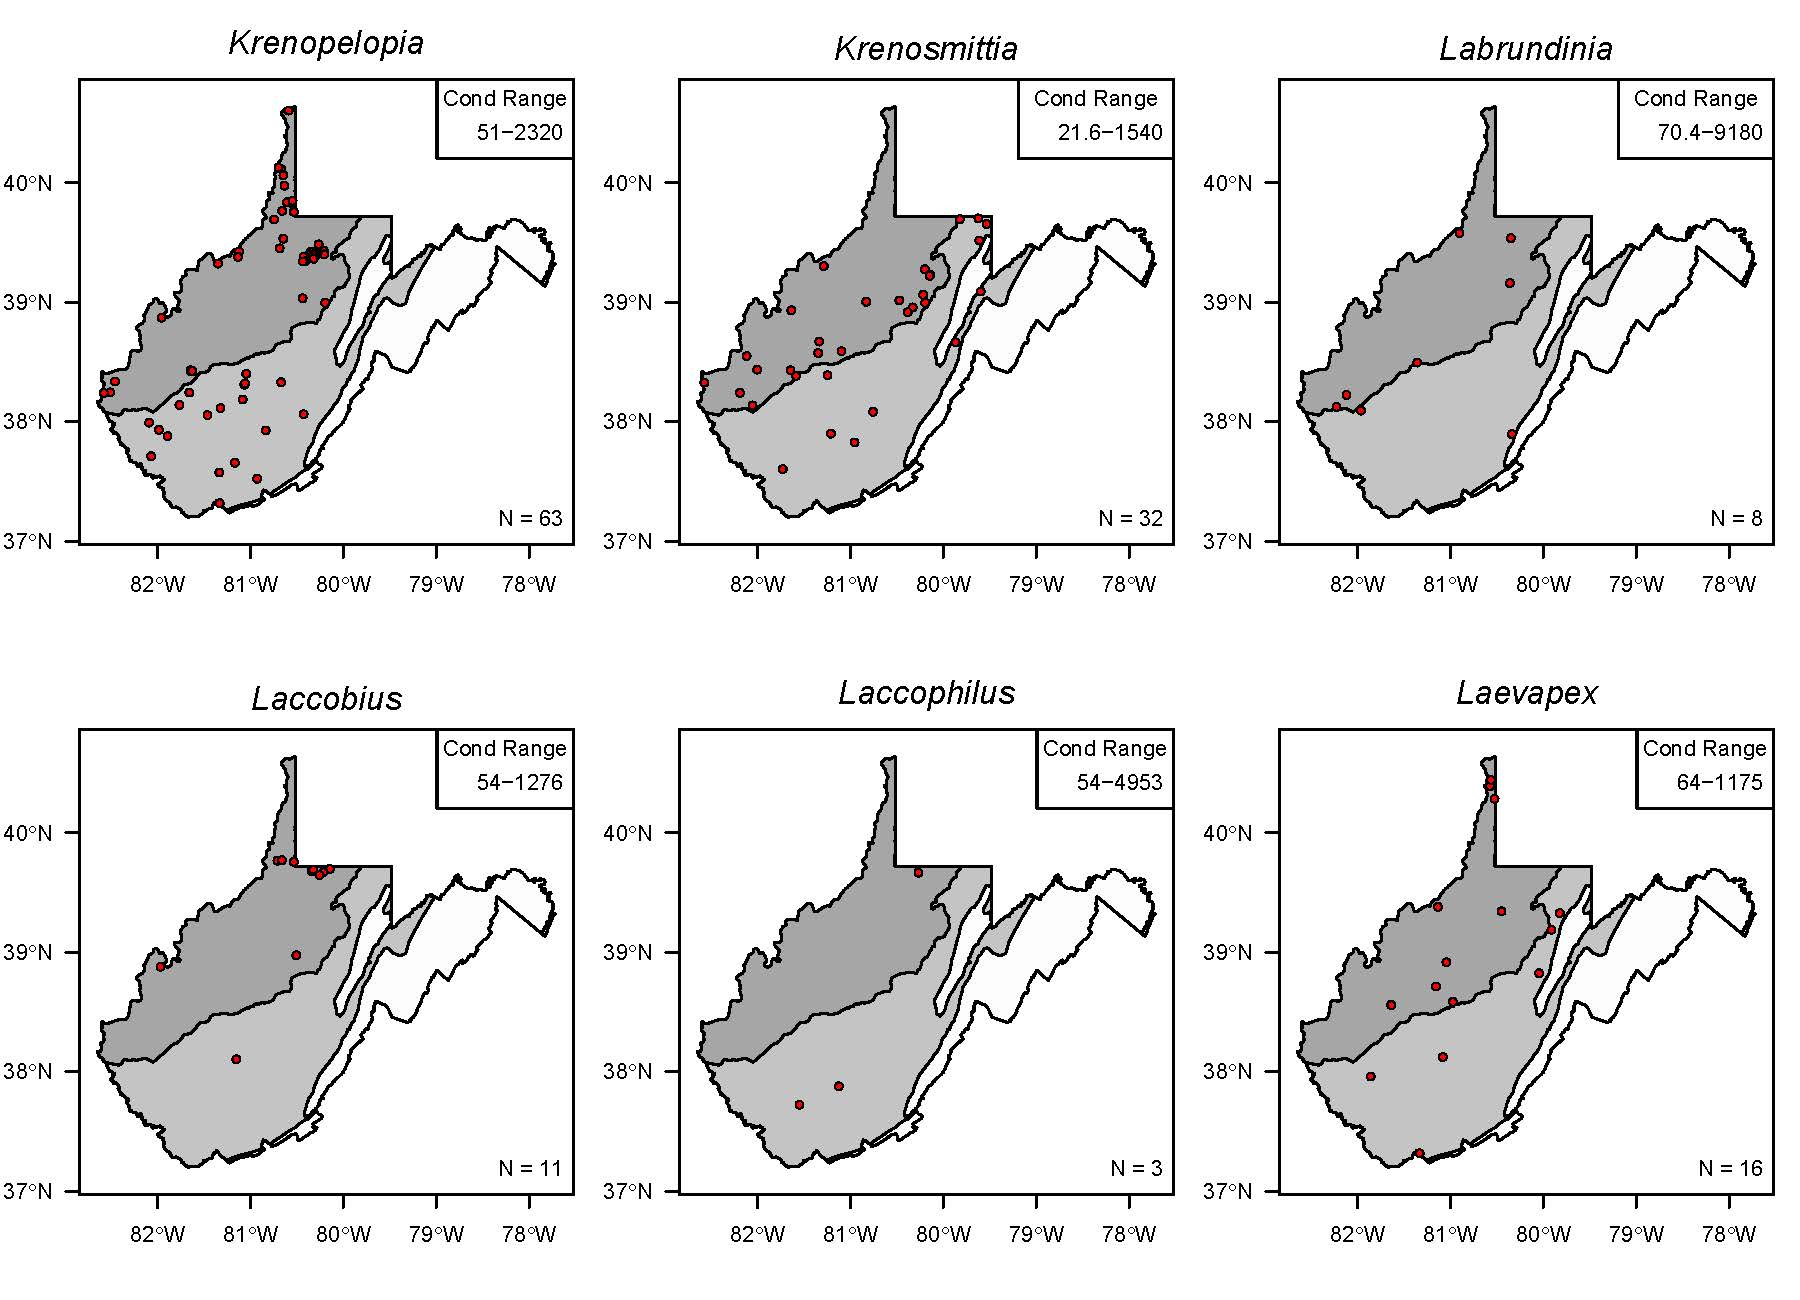 Krenopelopia
Cond Range
51−2320
40°N
39°N
38°N
37°N
N = 63
82°W 81°W 80°W 79°W 78°W
Krenosmittia
Cond Range
21.6−1540
40°N
39°N
38°N
37°N
N = 32
82°W 81°W 80°W 79°W 78°W
Labrundinia
Cond Range
70.4−9180
40°N
39°N
38°N
37°N
N = 8
82°W 81°W 80°W 79°W 78°W
Laccobius
Cond Range
54−1276
40°N
39°N
38°N
37°N
N = 11
82°W 81°W 80°W 79°W 78°W
Laccophilus
Cond Range
54−4953
40°N
39°N
38°N
37°N
N = 3
82°W 81°W 80°W 79°W 78°W
Laevapex
Cond Range
64−1175
40°N
39°N
38°N
37°N
N = 16
82°W 81°W 80°W 79°W 78°W